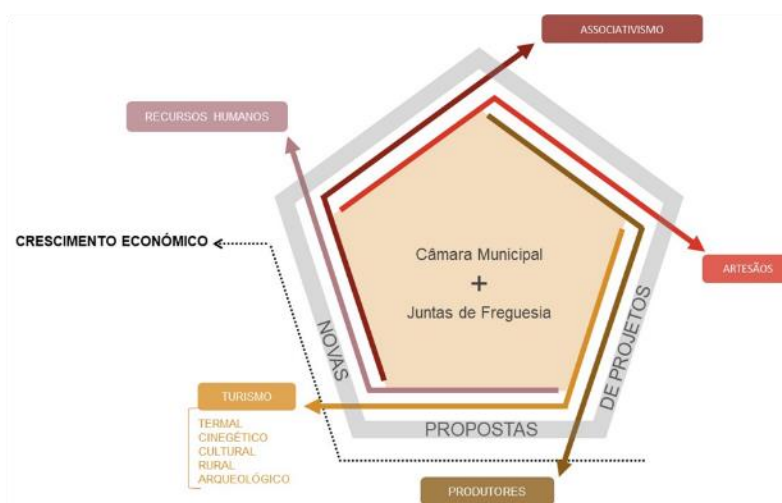 ASSOCIATIVISMO
RECURSOS HUMANOS
CRESCIMENTO ECONÓMICO
Câmara Municipal
+
Juntas de Freguesia
ARTESÃOS
NOVAS
PROPOSTAS
DE PROJETOS
TURISMO
TERMAL
CINEGÉTICO
CULTURAL
RURAL
ARQUEOLÓGICO
PRODUTORES